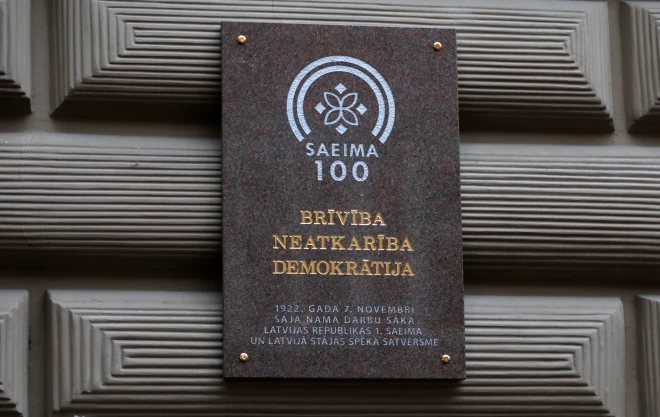 SAEIMA
100
BRĪVĪBA
NEATKARĪBA
DEMOKRĀTIJA
1922. GADA 7. NOVEMBRĪ
ŠAJĀ NAMĀ DARBU SĀKA
LATVIJAS REPUBLIKAS 1. SAEIMA
UN LATVIJĀ STĀJĀS SPĒKĀ SATVERSME